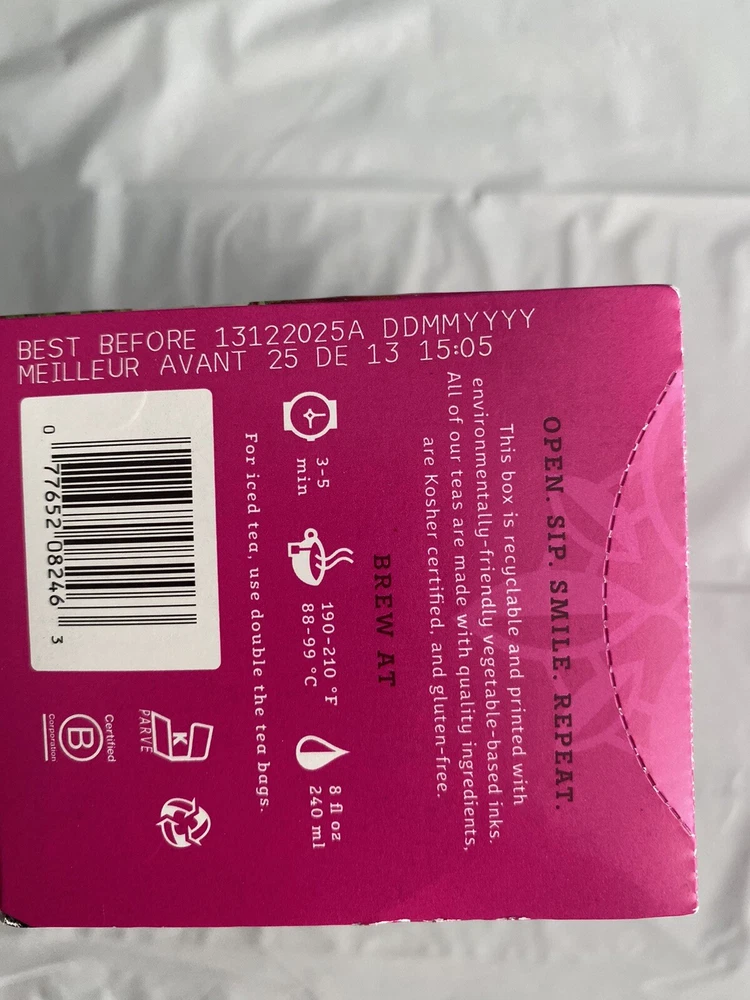 BEST BEFORE 13122025A DDMMYYYY
MEILLEUR AVANT 25 DE 13 15:05
OPEN. SIP. SMILE. REPEAT.
This box is recyclable and printed with
environmentally-friendly vegetable-based inks.
All of our teas are made with quality ingredients,
are Kosher certified, and gluten-free.
BREW AT
3-5
min
190-210 °F
88-99 °C
8 fl oz
240 ml
For iced tea, use double the tea bags.
0 77652 08246 3
K
PARVE
Certified
B
Corporation